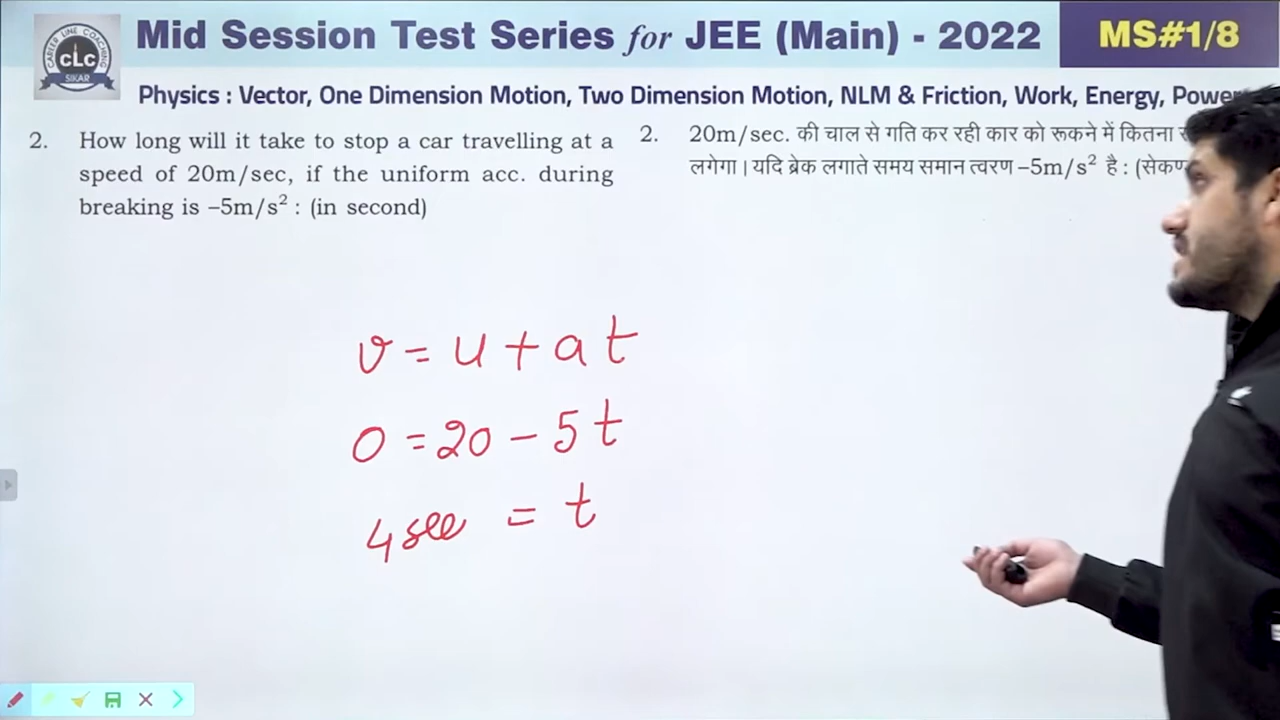 CAREER LINE COACHING
CLC
SIKAR
Mid Session Test Series for JEE (Main) - 2022
MS#1/8
Physics : Vector, One Dimension Motion, Two Dimension Motion, NLM & Friction, Work, Energy, Power
2. How long will it take to stop a car travelling at a
speed of 20m/sec, if the uniform acc. during
breaking is –5m/s² : (in second)
2. 20m/sec. की चाल से गति कर रही कार को रूकने में कितना
लगेगा। यदि ब्रेक लगाते समय समान त्वरण –5m/s² है : (सेकण
v = u + at
0 = 20 - 5t
4 sec = t